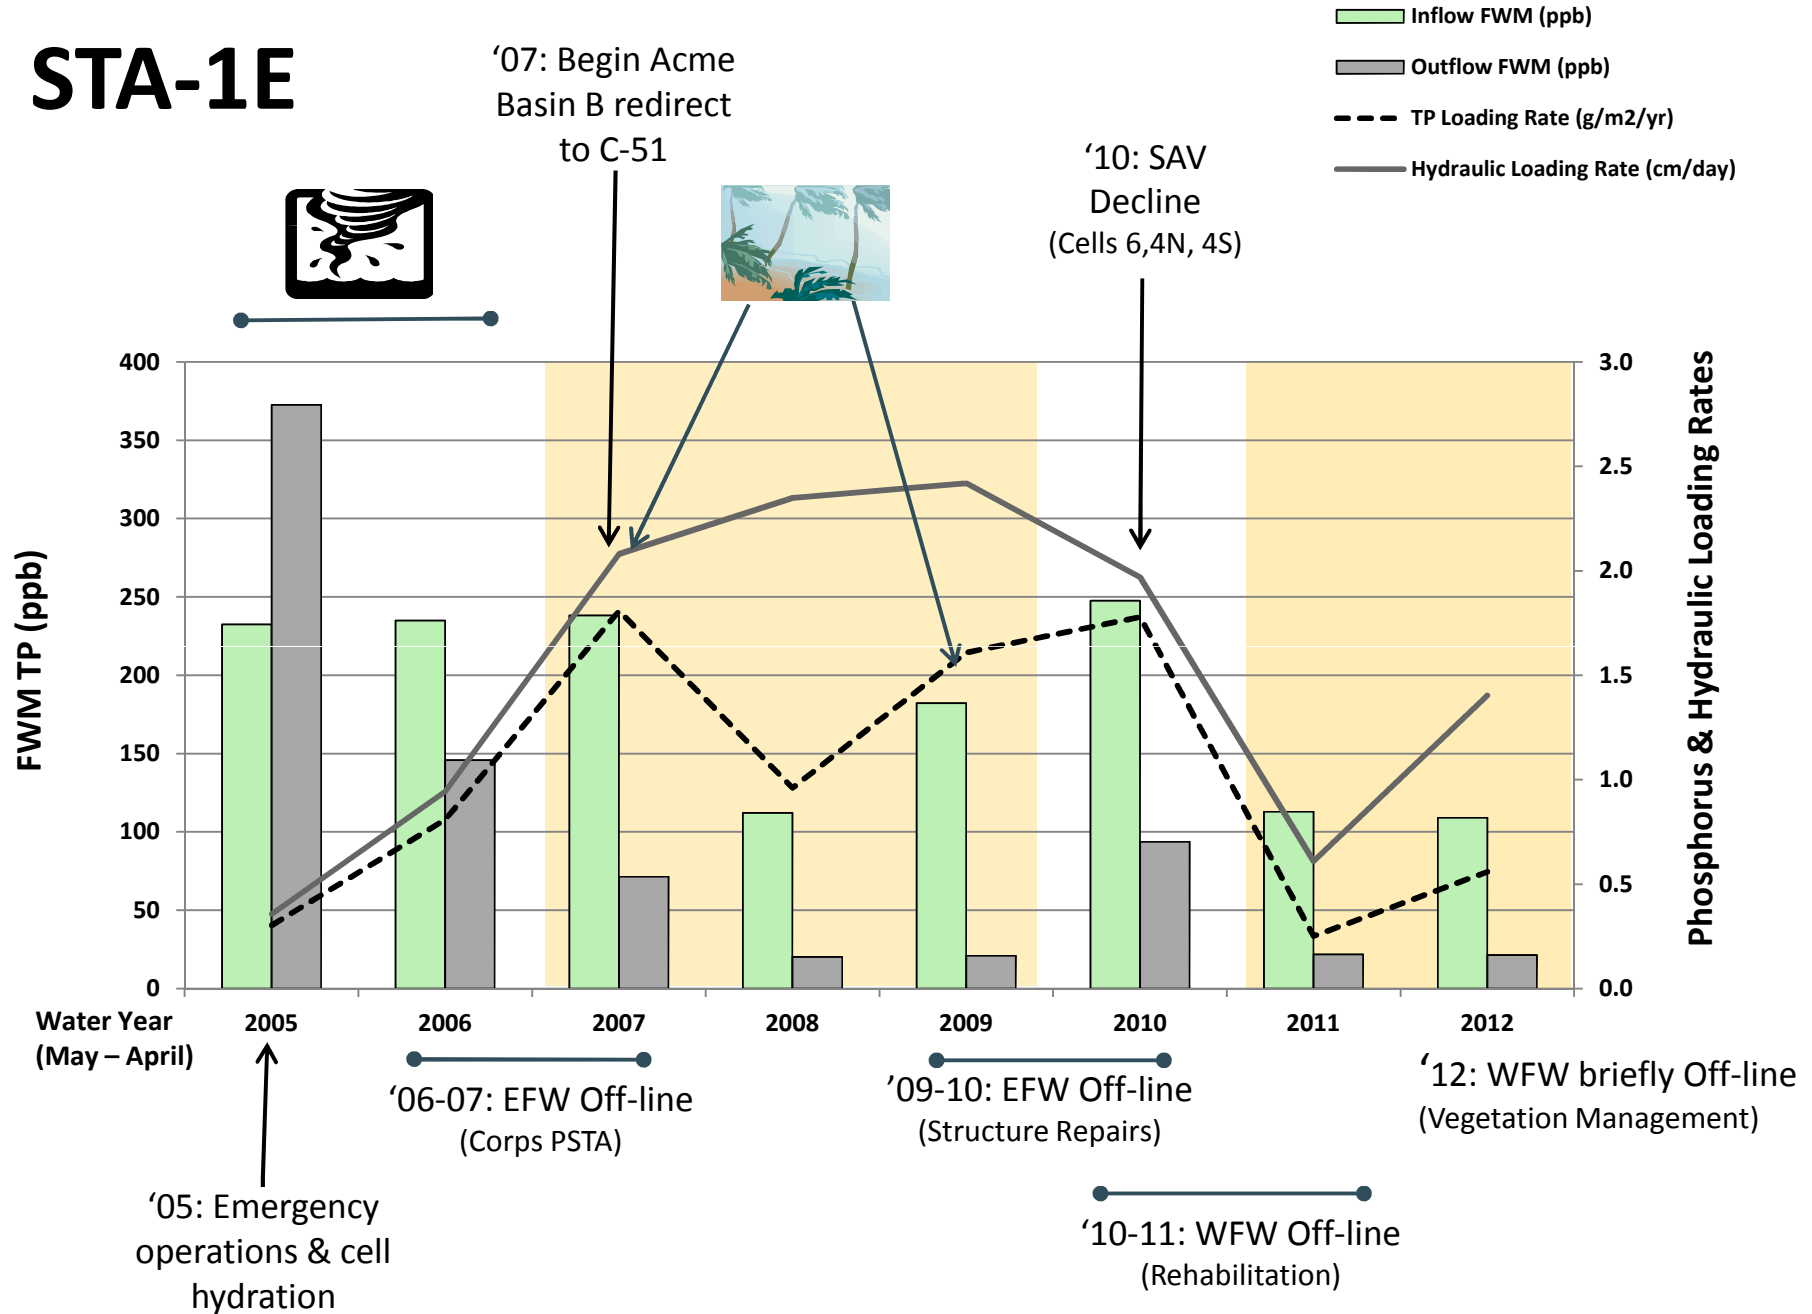 STA-1E
Inflow FWM (ppb)
Outflow FWM (ppb)
TP Loading Rate (g/m2/yr)
Hydraulic Loading Rate (cm/day)
‘07: Begin Acme
Basin B redirect
to C-51
‘10: SAV
Decline
(Cells 6,4N, 4S)
FWM TP (ppb)
400
350
300
250
200
150
100
50
0
3.0
2.5
2.0
1.5
1.0
0.5
0.0
Phosphorus & Hydraulic Loading Rates
Water Year
(May – April)
2005 2006 2007 2008 2009 2010 2011 2012
‘06-07: EFW Off-line
(Corps PSTA)
’09-10: EFW Off-line
(Structure Repairs)
‘12: WFW briefly Off-line
(Vegetation Management)
‘05: Emergency
operations & cell
hydration
‘10-11: WFW Off-line
(Rehabilitation)